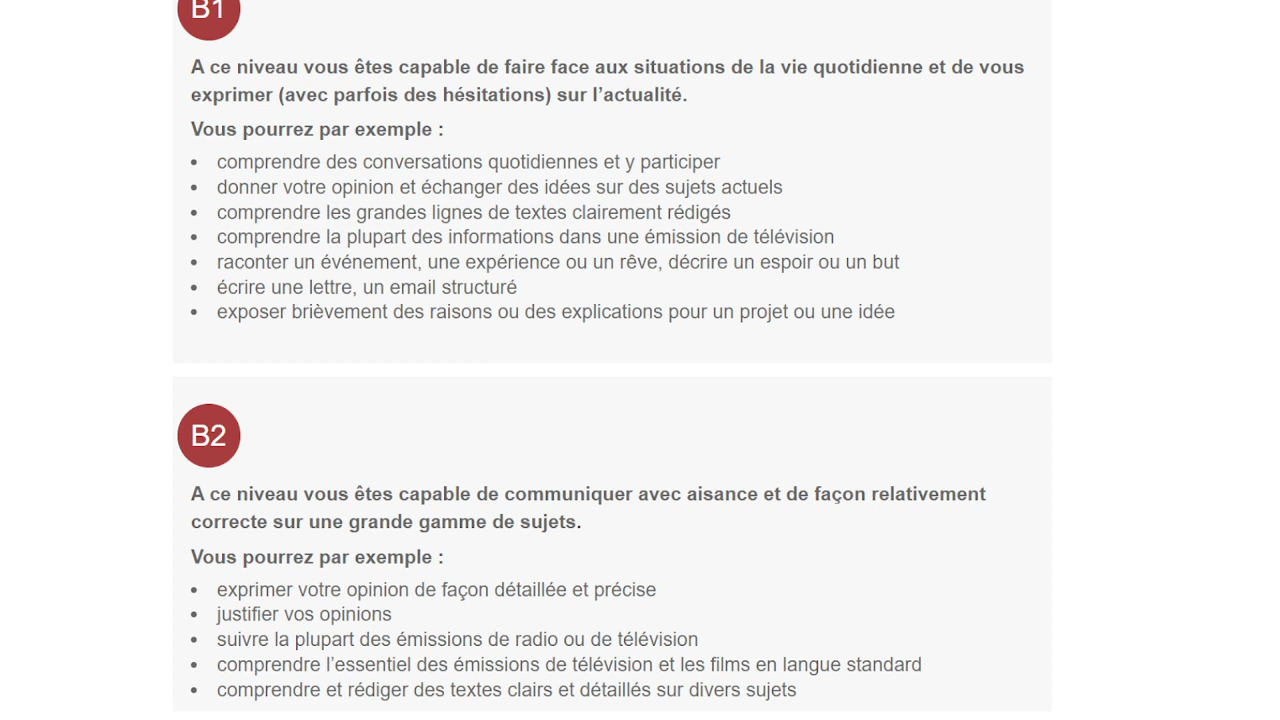 B1
A ce niveau vous êtes capable de faire face aux situations de la vie quotidienne et de vous
exprimer (avec parfois des hésitations) sur l’actualité.
Vous pourrez par exemple :
• comprendre des conversations quotidiennes et y participer
• donner votre opinion et échanger des idées sur des sujets actuels
• comprendre les grandes lignes de textes clairement rédigés
• comprendre la plupart des informations dans une émission de télévision
• raconter un événement, une expérience ou un rêve, décrire un espoir ou un but
• écrire une lettre, un email structuré
• exposer brièvement des raisons ou des explications pour un projet ou une idée
B2
A ce niveau vous êtes capable de communiquer avec aisance et de façon relativement
correcte sur une grande gamme de sujets.
Vous pourrez par exemple :
• exprimer votre opinion de façon détaillée et précise
• justifier vos opinions
• suivre la plupart des émissions de radio ou de télévision
• comprendre l’essentiel des émissions de télévision et les films en langue standard
• comprendre et rédiger des textes clairs et détaillés sur divers sujets